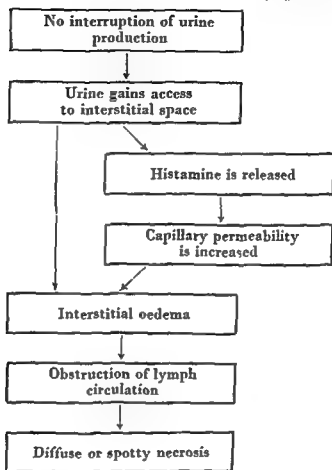 No interruption of urine
production
Urine gains access
to interstitial space
Histamine is released
Capillary permeability
is increased
Interstitial oedema
Obstruction of lymph
circulation
Diffuse or spotty necrosis